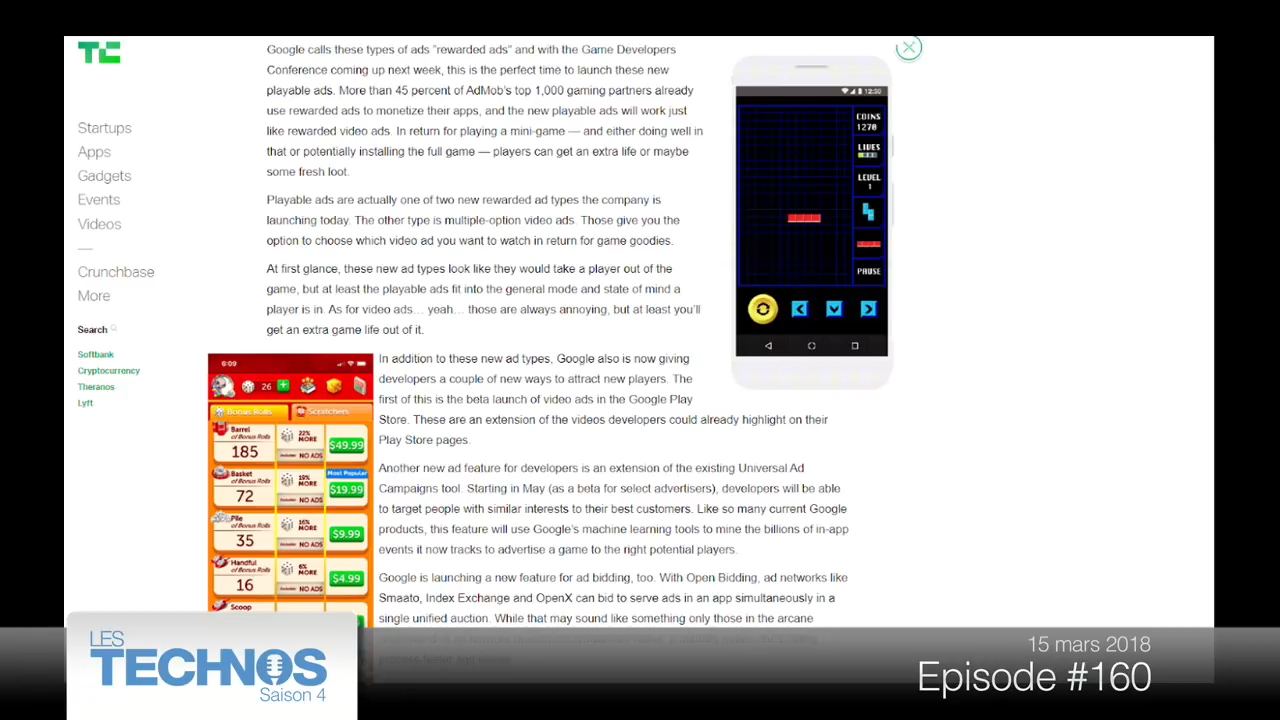 TC
Startups
Apps
Gadgets
Events
Videos
—
Crunchbase
More
Search
Softbank
Cryptocurrency
Theranos
Lyft
Google calls these types of ads “rewarded ads” and with the Game Developers
Conference coming up next week, this is the perfect time to launch these new
playable ads. More than 45 percent of AdMob's top 1,000 gaming partners already
use rewarded ads to monetize their apps, and the new playable ads will work just
like rewarded video ads. In return for playing a mini-game — and either doing well in
that or potentially installing the full game — players can get an extra life or maybe
some fresh loot.
Playable ads are actually one of two new rewarded ad types the company is
launching today. The other type is multiple-option video ads. Those give you the
option to choose which video ad you want to watch in return for game goodies.
At first glance, these new ad types look like they would take a player out of the
game, but at least the playable ads fit into the general mode and state of mind a
player is in. As for video ads… yeah… those are always annoying, but at least you'll
get an extra game life out of it.
In addition to these new ad types, Google also is now giving
developers a couple of new ways to attract new players. The
first of this is the beta launch of video ads in the Google Play
Store. These are an extension of the videos developers could already highlight on their
Play Store pages.
Another new ad feature for developers is an extension of the existing Universal Ad
Campaigns tool. Starting in May (as a beta for select advertisers), developers will be able
to target people with similar interests to their best customers. Like so many current Google
products, this feature will use Google's machine learning tools to mine the billions of in-app
events it now tracks to advertise a game to the right potential players.
Google is launching a new feature for ad bidding, too. With Open Bidding, ad networks like
Smaato, Index Exchange and OpenX can bid to serve ads in an app simultaneously in a
single unified auction. While that may sound like something only those in the arcane
12:30
COINS
1270
LIVES
LEVEL
1
PAUSE
6:09
26
Bonus Rolls
Scratchers
Barrel
of Bonus Rolls
185
22%
MORE
NO ADS
$49.99
Basket
of Bonus Rolls
72
19%
MORE
NO ADS
Most Popular
$19.99
Pile
of Bonus Rolls
35
16%
MORE
NO ADS
$9.99
Handful
of Bonus Rolls
16
6%
MORE
NO ADS
$4.99
Scoop
LES
TECHNOS
Saison 4
15 mars 2018
Episode #160